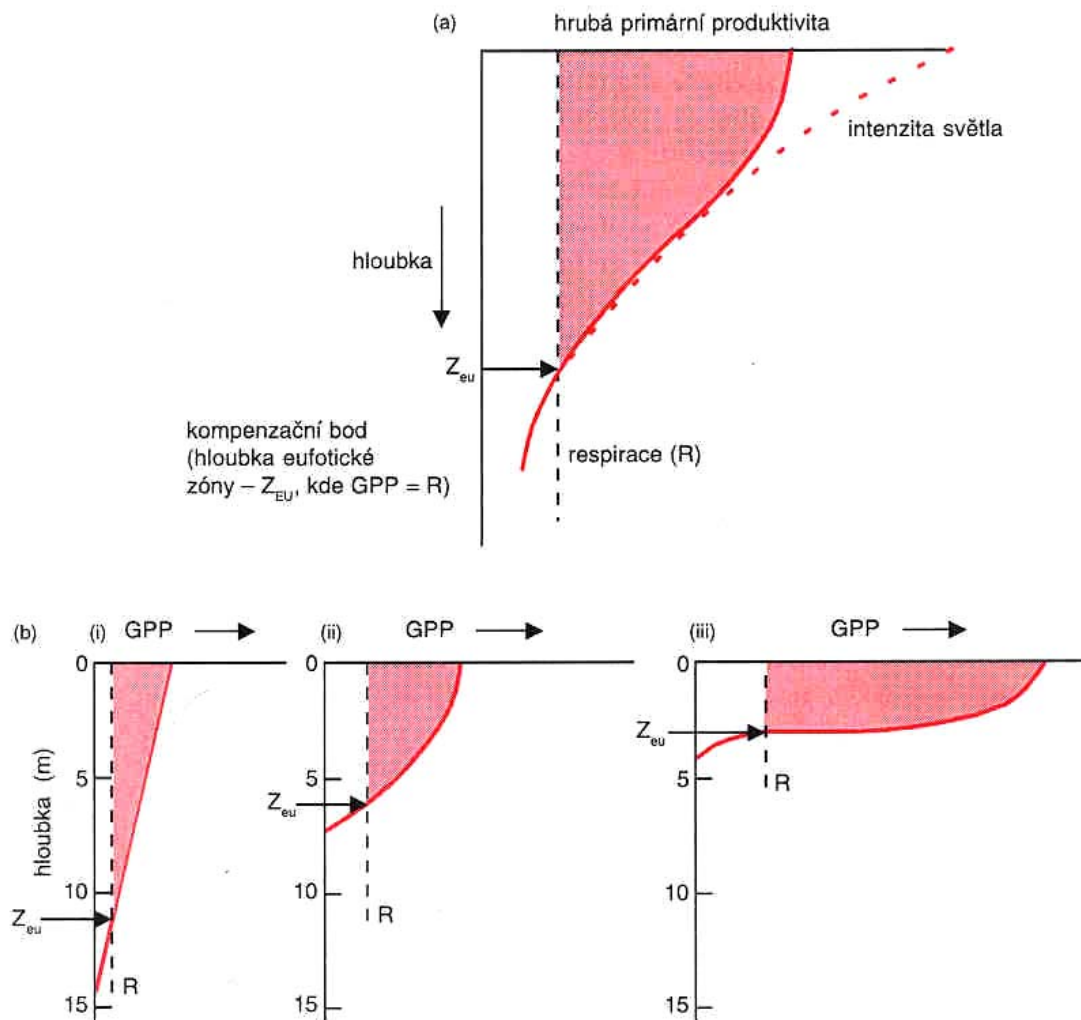 (a) hrubá primární produktivita
intenzita světla
hloubka
Zeu
kompenzační bod
(hloubka eufotické
zóny – ZEU, kde GPP = R)
respirace (R)
(b) (i) GPP
0
5
10
15
hloubka (m)
Zeu
R
(ii) GPP
0
5
10
15
Zeu
R
(iii) GPP
0
5
10
15
Zeu
R